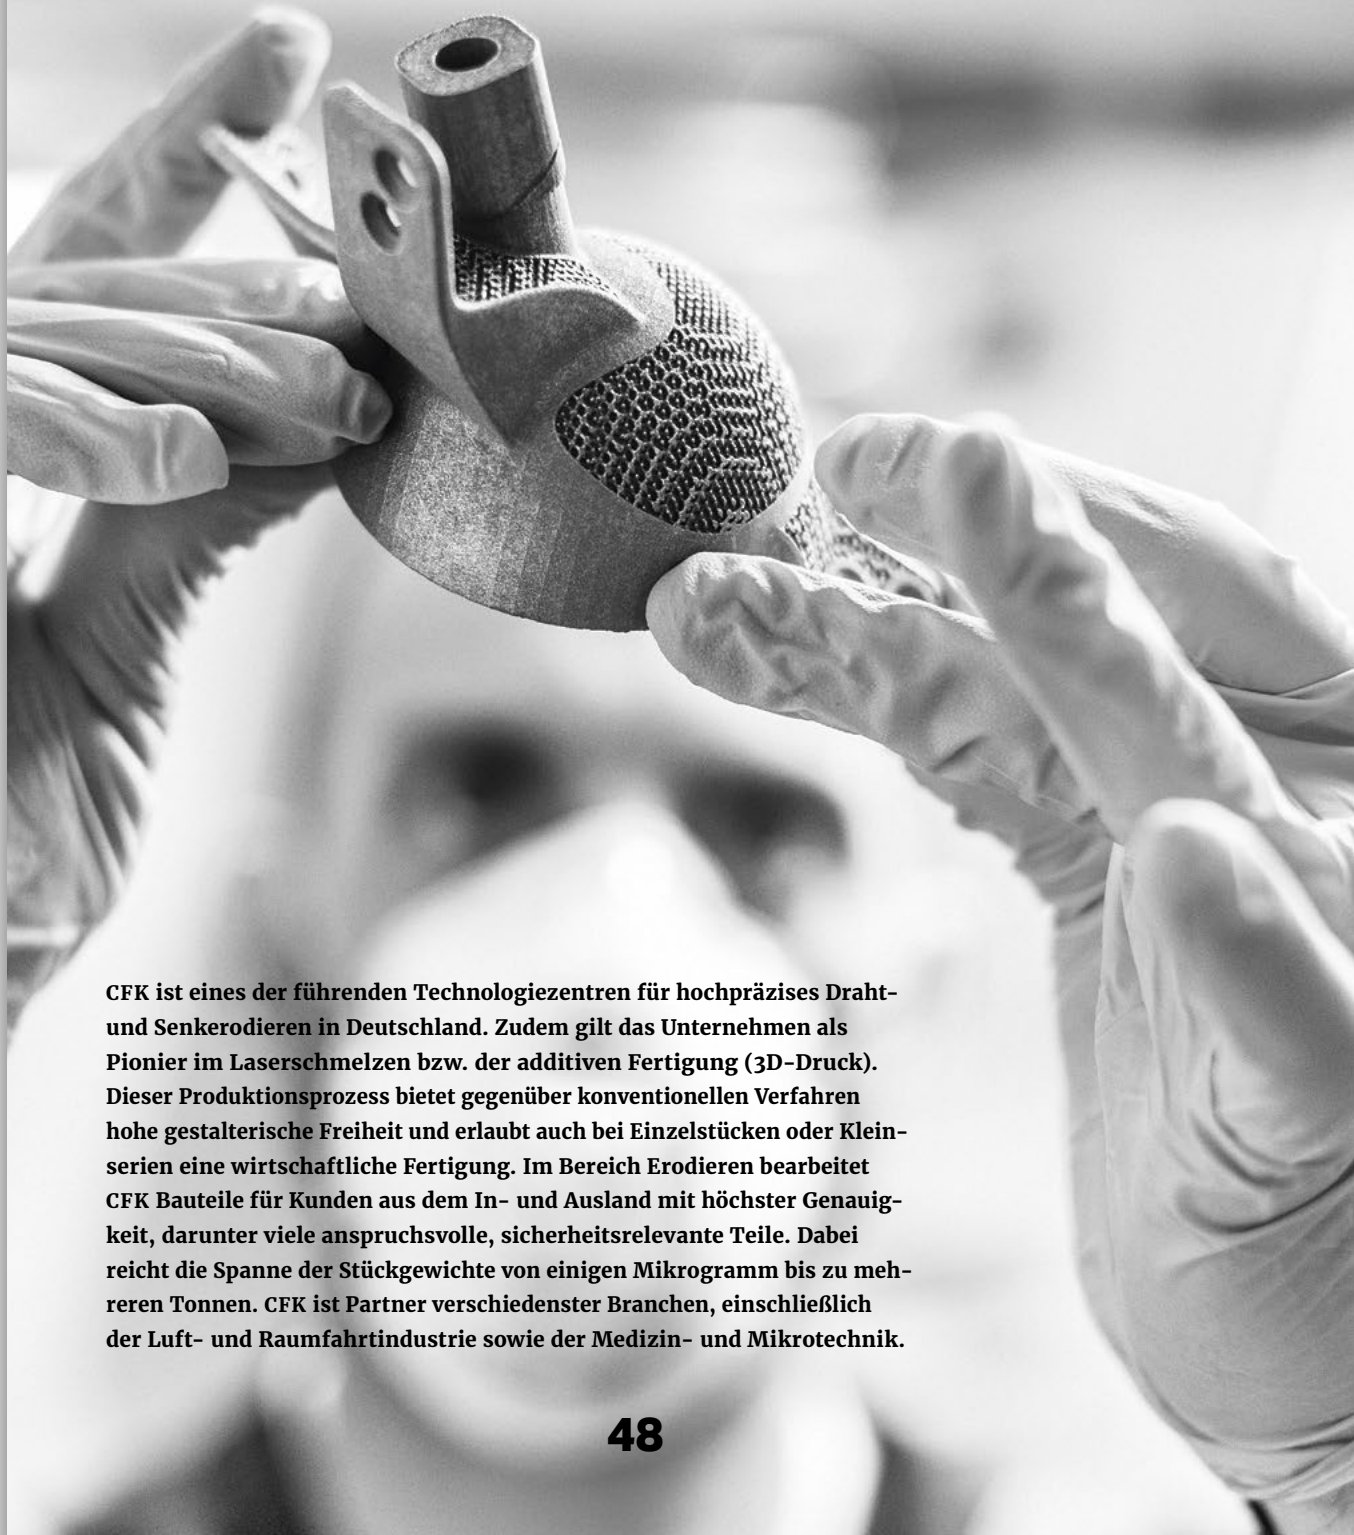 CFK ist eines der führenden Technologiezentren für hochpräzises Draht-
und Senkerodieren in Deutschland. Zudem gilt das Unternehmen als
Pionier im Laserschmelzen bzw. der additiven Fertigung (3D-Druck).
Dieser Produktionsprozess bietet gegenüber konventionellen Verfahren
hohe gestalterische Freiheit und erlaubt auch bei Einzelstücken oder Klein-
serien eine wirtschaftliche Fertigung. Im Bereich Erodieren bearbeitet
CFK Bauteile für Kunden aus dem In- und Ausland mit höchster Genauig-
keit, darunter viele anspruchsvolle, sicherheitsrelevante Teile. Dabei
reicht die Spanne der Stückgewichte von einigen Mikrogramm bis zu meh-
reren Tonnen. CFK ist Partner verschiedenster Branchen, einschließlich
der Luft- und Raumfahrtindustrie sowie der Medizin- und Mikrotechnik.
48